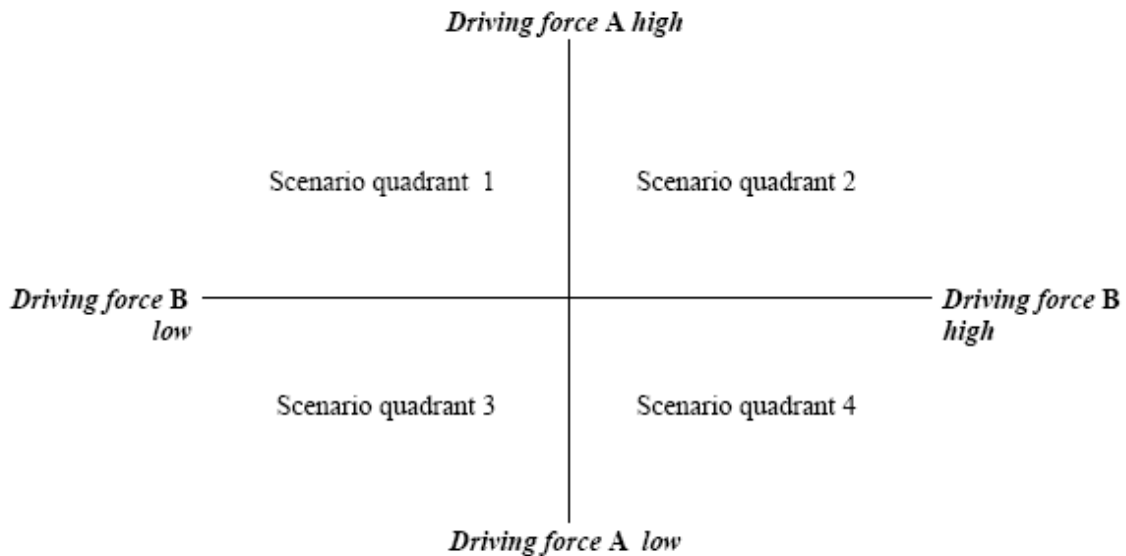 Driving force A high
Scenario quadrant 1
Scenario quadrant 2
Driving force B
low
Driving force B
high
Scenario quadrant 3
Scenario quadrant 4
Driving force A low